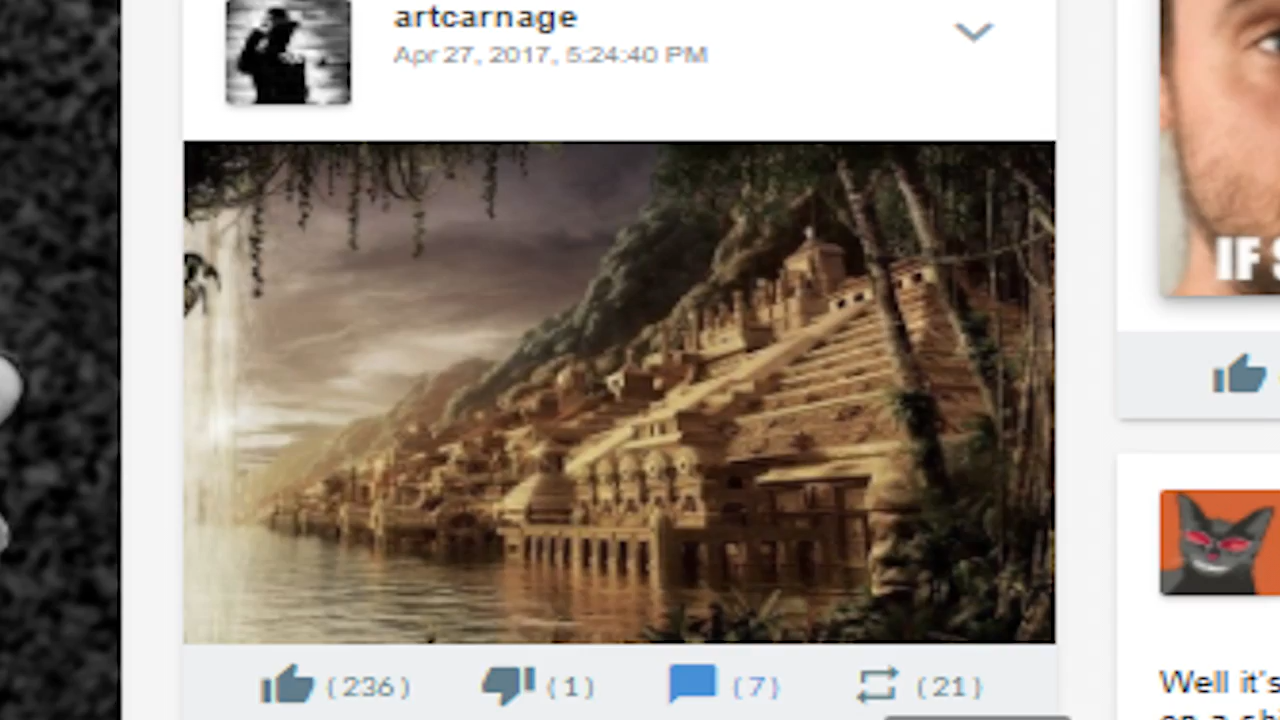 artcarnage
Apr 27, 2017, 5:24:40 PM
IF
(236) (1) (7) (21)
Well it's